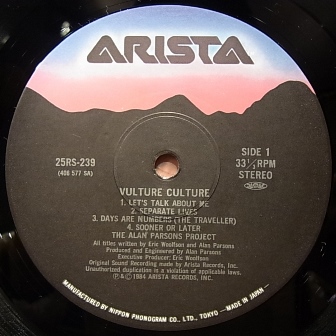 ARISTA
25RS-239
(408 577 SA)
SIDE 1
33⅓ RPM
STEREO
VULTURE CULTURE
1. LET'S TALK ABOUT ME
2. SEPARATE LIVES
3. DAYS ARE NUMBERS (THE TRAVELLER)
4. SOONER OR LATER
THE ALAN PARSONS PROJECT
All titles written by Eric Woolfson and Alan Parsons
Produced and Engineered by Alan Parsons
Executive Producer: Eric Woolfson
Original Sound Recording made by Arista Records, Inc.
Unauthorized duplication is a violation of applicable laws.
℗&© 1984 ARISTA RECORDS, INC.
MANUFACTURED BY NIPPON PHONOGRAM CO., LTD., TOKYO —MADE IN JAPAN—